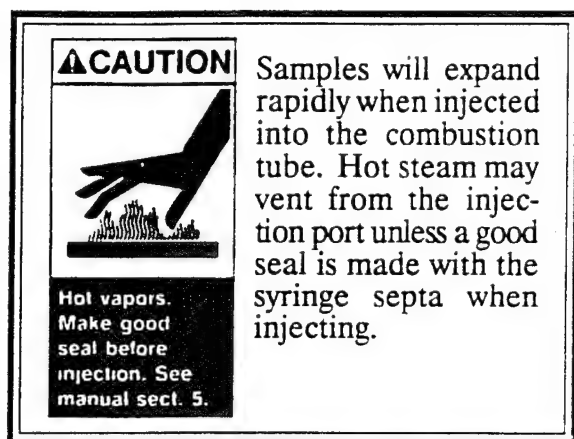 ⚠CAUTION
Hot vapors.
Make good
seal before
injection. See
manual sect. 5.
Samples will expand
rapidly when injected
into the combustion
tube. Hot steam may
vent from the injec-
tion port unless a good
seal is made with the
syringe septa when
injecting.